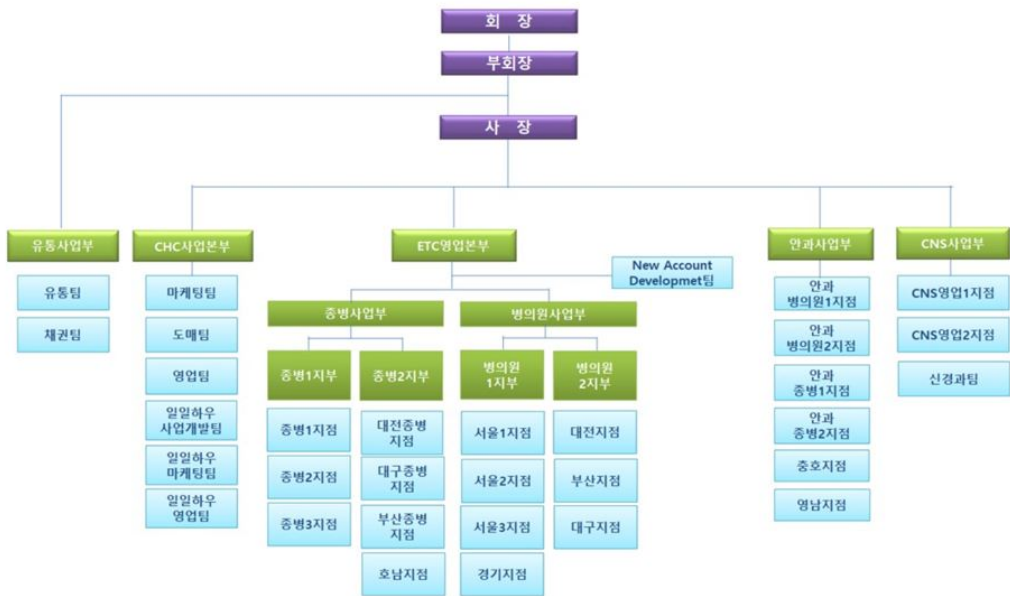 회 장
부회장
사 장
유통사업부
CHC사업본부
ETC영업본부
안과사업부
CNS사업부
유통팀
채권팀
마케팅팀
도매팀
영업팀
일일하우
사업개발팀
일일하우
마케팅팀
일일하우
영업팀
New Account
Developmet팀
종병사업부
병의원사업부
종병1지부
종병2지부
병의원
1지부
병의원
2지부
종병1지점
종병2지점
종병3지점
대전종병
지점
대구종병
지점
부산종병
지점
호남지점
서울1지점
서울2지점
서울3지점
경기지점
대전지점
부산지점
대구지점
안과
병의원1지점
안과
병의원2지점
안과
종병1지점
안과
종병2지점
중호지점
영남지점
CNS영업1지점
CNS영업2지점
신경과팀